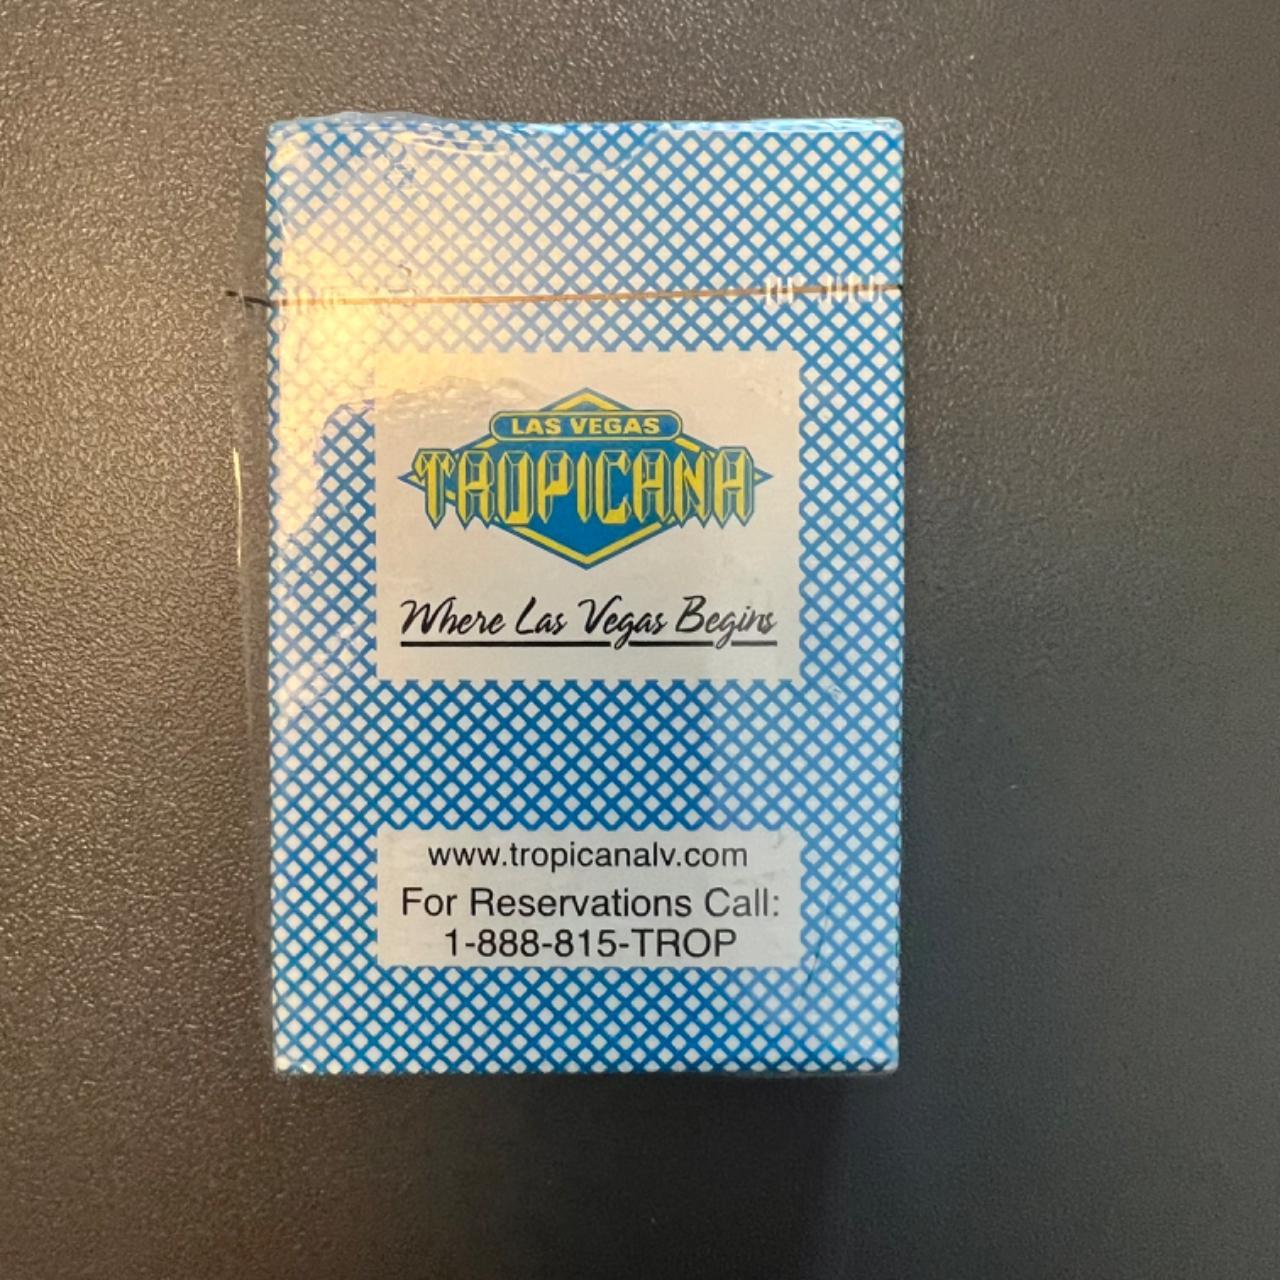 LAS VEGAS
TROPICANA
Where Las Vegas Begins
www.tropicanalv.com
For Reservations Call:
1-888-815-TROP